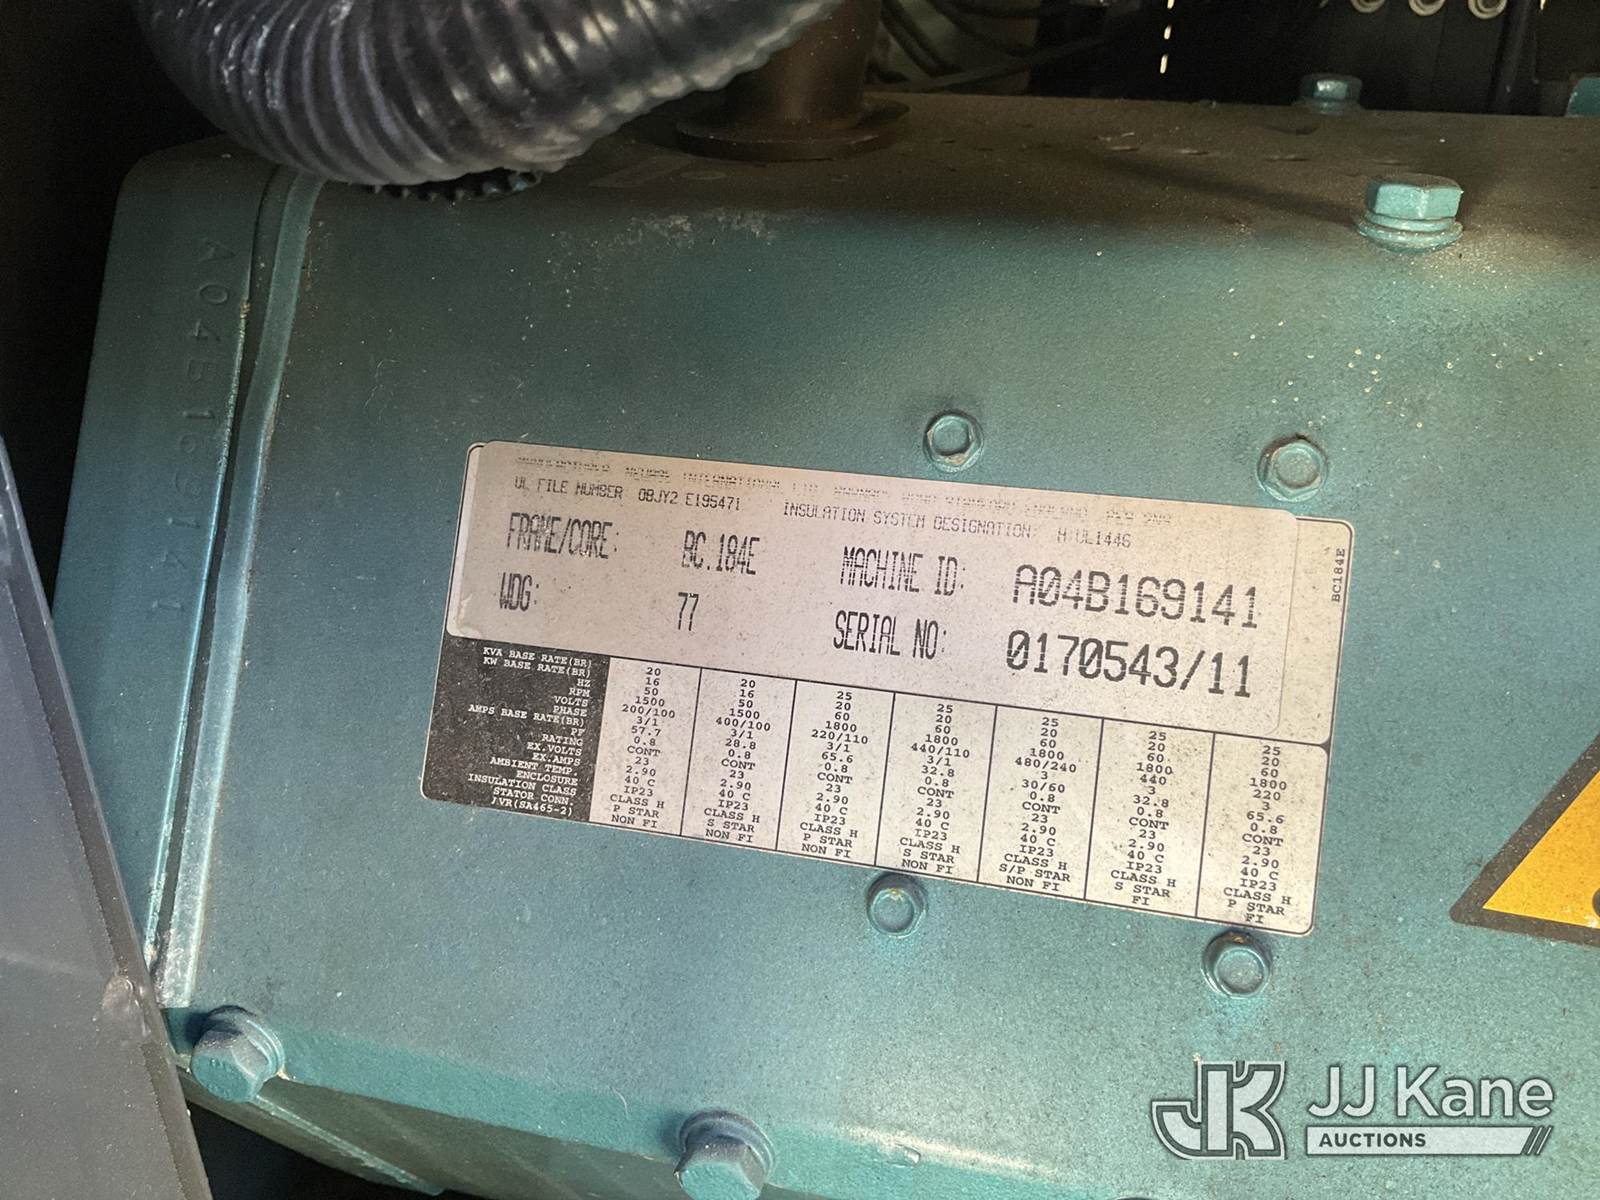 A04B169141
NEWAGE INTERNATIONAL LTD
UL FILE NUMBER OBJY2 E195471 INSULATION SYSTEM DESIGNATION: H UL1446
FRAME/CORE: BC.184E MACHINE ID: A04B169141
WDG: 77 SERIAL NO: 0170543/11
BC184E
KVA BASE RATE(BR) 20 20 25 25 25 25 25
KW BASE RATE(BR) 16 16 20 20 20 20 20
HZ 50 50 60 60 60 60 60
RPM 1500 1500 1800 1800 1800 1800 1800
VOLTS 200/100 400/100 220/110 440/110 480/240 440 220
PHASE 3/1 3/1 3/1 3/1 3 3 3
AMPS BASE RATE(BR) 57.7 28.8 65.6 32.8 30/60 32.8 65.6
PF 0.8 0.8 0.8 0.8 0.8 0.8 0.8
RATING CONT CONT CONT CONT CONT CONT CONT
EX.VOLTS 23 23 23 23 23 23 23
EX.AMPS 2.90 2.90 2.90 2.90 2.90 2.90 2.90
AMBIENT TEMP. 40 C 40 C 40 C 40 C 40 C 40 C 40 C
ENCLOSURE IP23 IP23 IP23 IP23 IP23 IP23 IP23
INSULATION CLASS CLASS H CLASS H CLASS H CLASS H CLASS H CLASS H CLASS H
STATOR CONN. P STAR S STAR P STAR S STAR S/P STAR S STAR P STAR
AVR(SA465-2) NON FI NON FI NON FI NON FI NON FI FI FI
JK JJ Kane
AUCTIONS